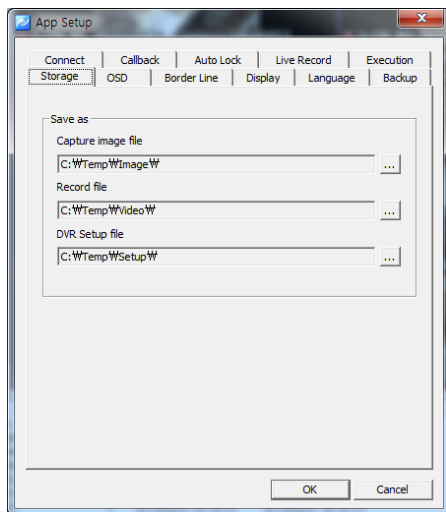 App Setup
Connect Callback Auto Lock Live Record Execution
Storage OSD Border Line Display Language Backup
Save as
Capture image file
C:₩Temp₩Image₩ ...
Record file
C:₩Temp₩Video₩ ...
DVR Setup file
C:₩Temp₩Setup₩ ...
OK Cancel